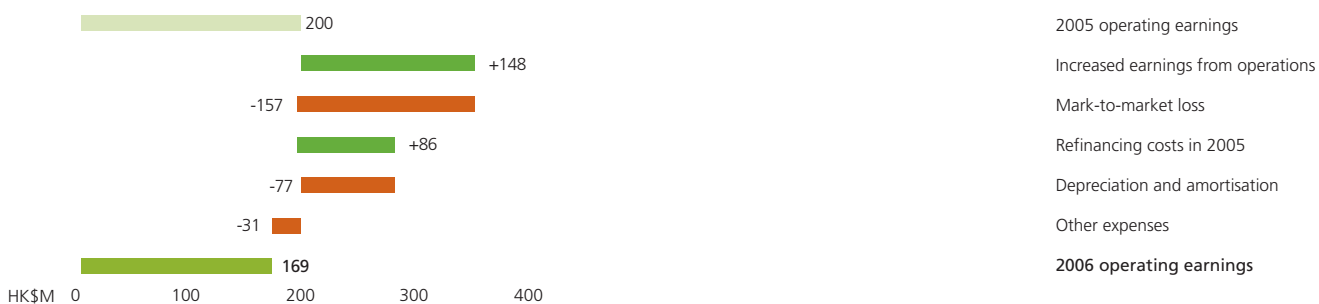 200 2005 operating earnings
+148 Increased earnings from operations
-157 Mark-to-market loss
+86 Refinancing costs in 2005
-77 Depreciation and amortisation
-31 Other expenses
169 2006 operating earnings
HK$M 0 100 200 300 400